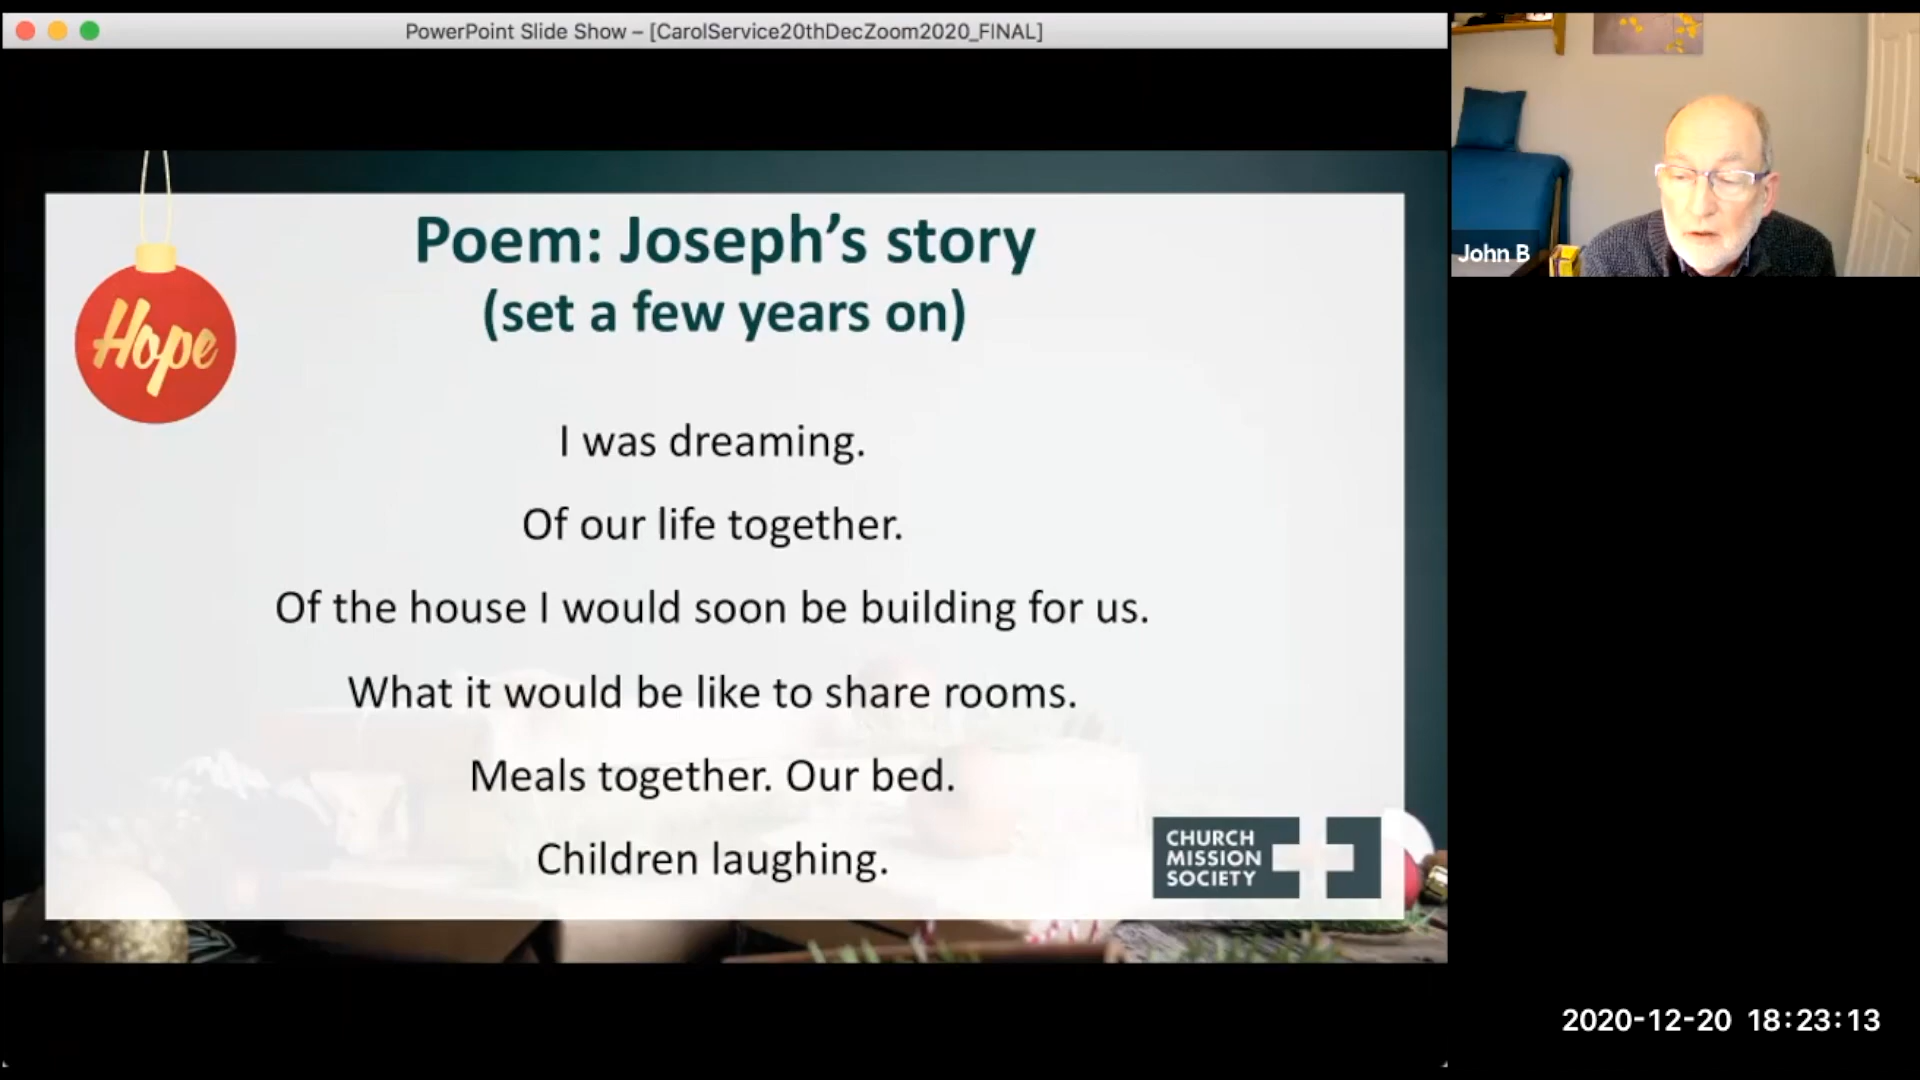 PowerPoint Slide Show – [CarolService20thDecZoom2020_FINAL]
Hope
Poem: Joseph’s story
(set a few years on)
I was dreaming.
Of our life together.
Of the house I would soon be building for us.
What it would be like to share rooms.
Meals together. Our bed.
Children laughing.
CHURCH
MISSION
SOCIETY
John B
2020-12-20 18:23:13